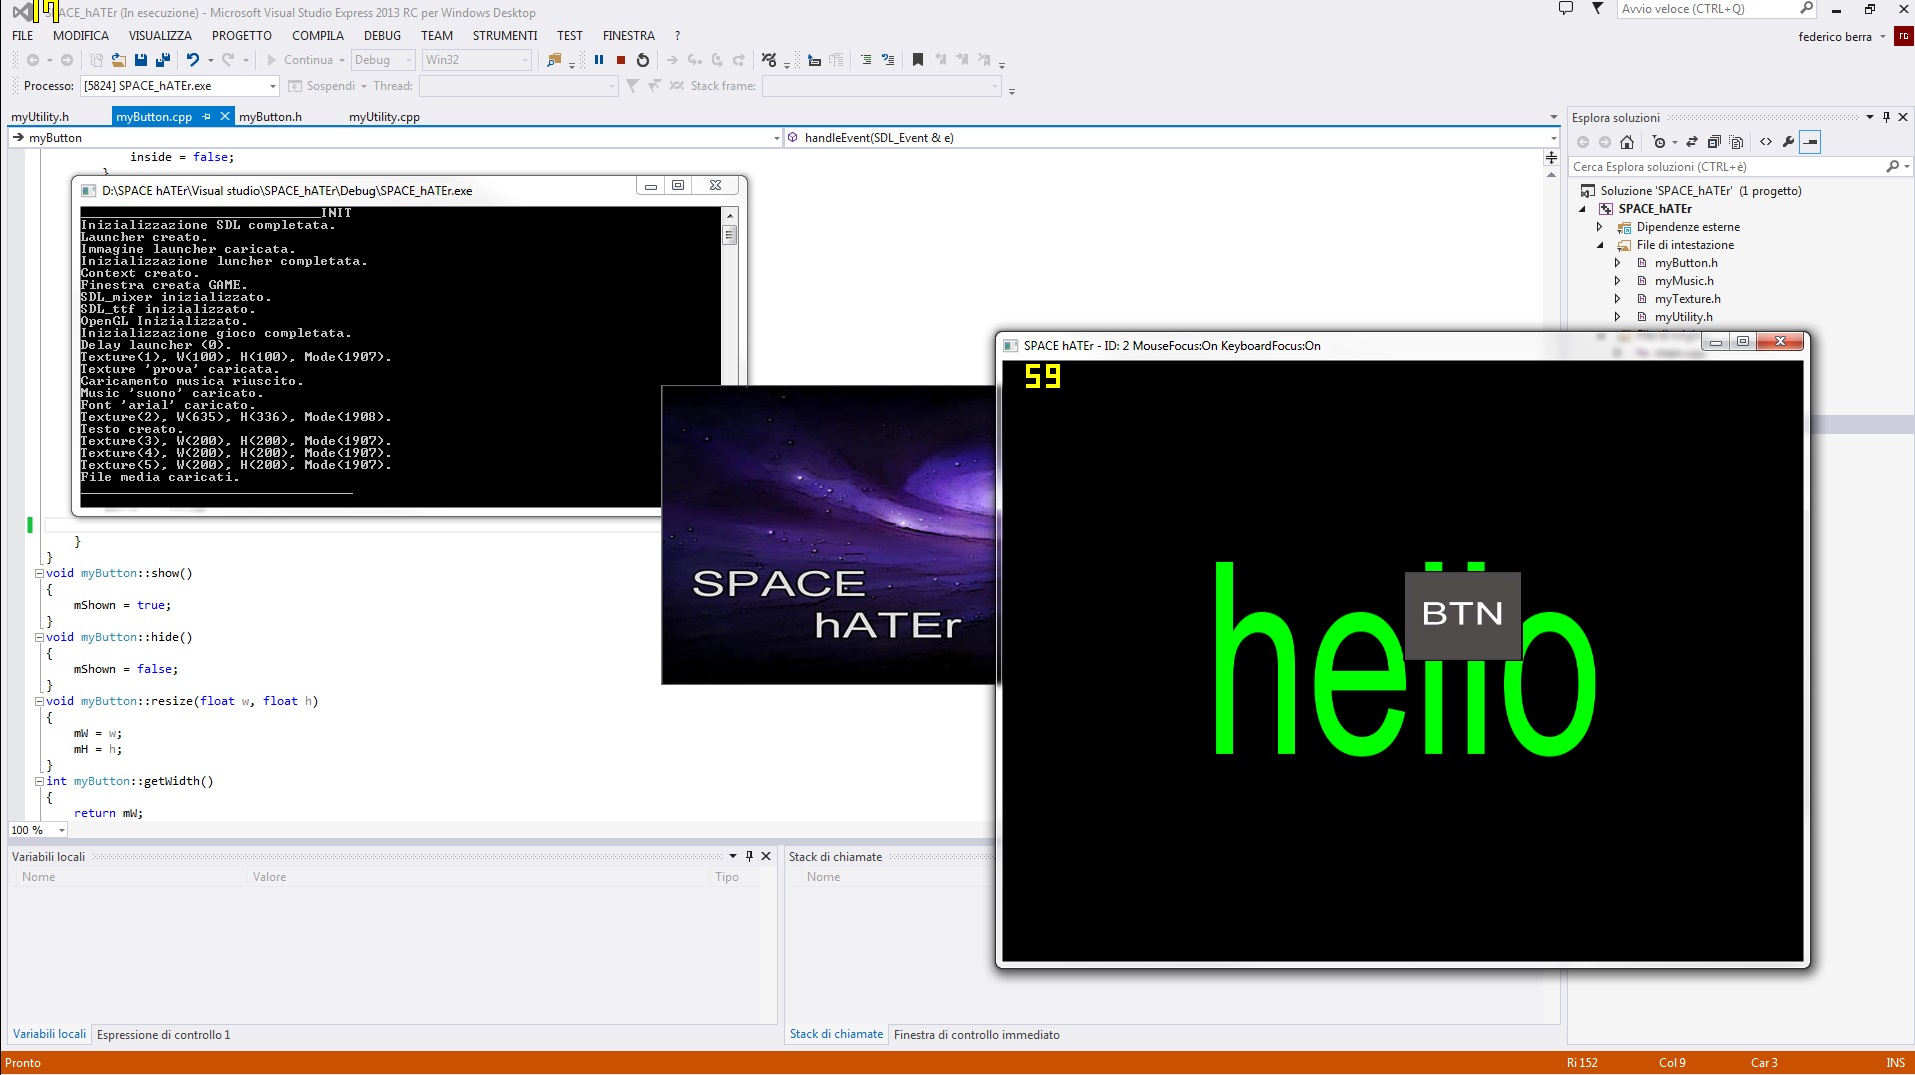 SPACE_hATEr (In esecuzione) - Microsoft Visual Studio Express 2013 RC per Windows Desktop
Avvio veloce (CTRL+Q)
FILE MODIFICA VISUALIZZA PROGETTO COMPILA DEBUG TEAM STRUMENTI TEST FINESTRA ?
federico berra
Continua Debug Win32
Processo: [5824] SPACE_hATEr.exe Sospendi Thread: Stack frame:
myUtility.h myButton.cpp myButton.h myUtility.cpp
myButton handleEvent(SDL_Event & e)
inside = false;
}
D:\SPACE hATEr\Visual studio\SPACE_hATEr\Debug\SPACE_hATEr.exe
______________________________INIT
Inizializzazione SDL completata.
Launcher creato.
Immagine launcher caricata.
Inizializzazione luncher completata.
Context creato.
Finestra creata GAME.
SDL_mixer inizializzato.
SDL_ttf inizializzato.
OpenGL Inizializzato.
Inizializzazione gioco completata.
Delay launcher (0).
Texture(1), W(100), H(100), Mode(1907).
Texture 'prova' caricata.
Caricamento musica riuscito.
Music 'suono' caricato.
Font 'arial' caricato.
Texture(2), W(635), H(336), Mode(1908).
Testo creato.
Texture(3), W(200), H(200), Mode(1907).
Texture(4), W(200), H(200), Mode(1907).
Texture(5), W(200), H(200), Mode(1907).
File media caricati.
__________________________________
}
}
void myButton::show()
{
mShown = true;
}
void myButton::hide()
{
mShown = false;
}
void myButton::resize(float w, float h)
{
mW = w;
mH = h;
}
int myButton::getWidth()
{
return mW;
100 %
SPACE
hATEr
SPACE hATEr - ID: 2 MouseFocus:On KeyboardFocus:On
59
hello
BTN
Esplora soluzioni
Cerca Esplora soluzioni (CTRL+è)
Soluzione 'SPACE_hATEr' (1 progetto)
SPACE_hATEr
Dipendenze esterne
File di intestazione
myButton.h
myMusic.h
myTexture.h
myUtility.h
Variabili locali
Nome Valore Tipo
Stack di chiamate
Nome
Variabili locali Espressione di controllo 1
Stack di chiamate Finestra di controllo immediato
Pronto Ri 152 Col 9 Car 3 INS